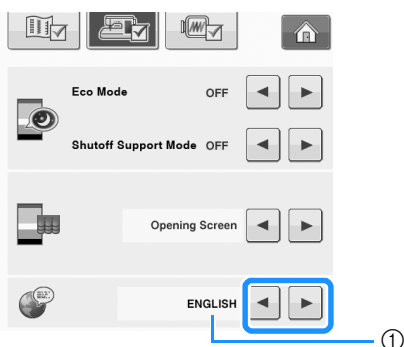 Eco Mode OFF
Shutoff Support Mode OFF
Opening Screen
ENGLISH
①